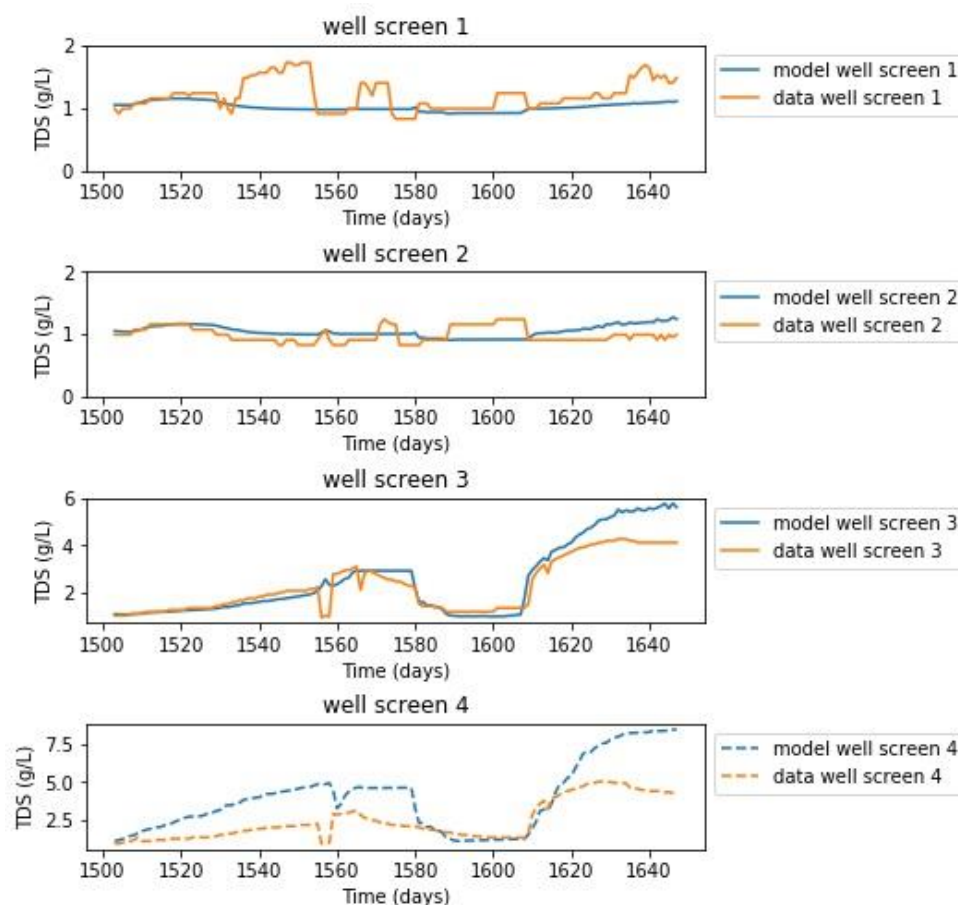 well screen 1
TDS (g/L)
2
1
0
1500 1520 1540 1560 1580 1600 1620 1640
Time (days)
model well screen 1
data well screen 1
well screen 2
TDS (g/L)
2
1
0
1500 1520 1540 1560 1580 1600 1620 1640
Time (days)
model well screen 2
data well screen 2
well screen 3
TDS (g/L)
6
4
2
1500 1520 1540 1560 1580 1600 1620 1640
Time (days)
model well screen 3
data well screen 3
well screen 4
TDS (g/L)
7.5
5.0
2.5
1500 1520 1540 1560 1580 1600 1620 1640
Time (days)
model well screen 4
data well screen 4